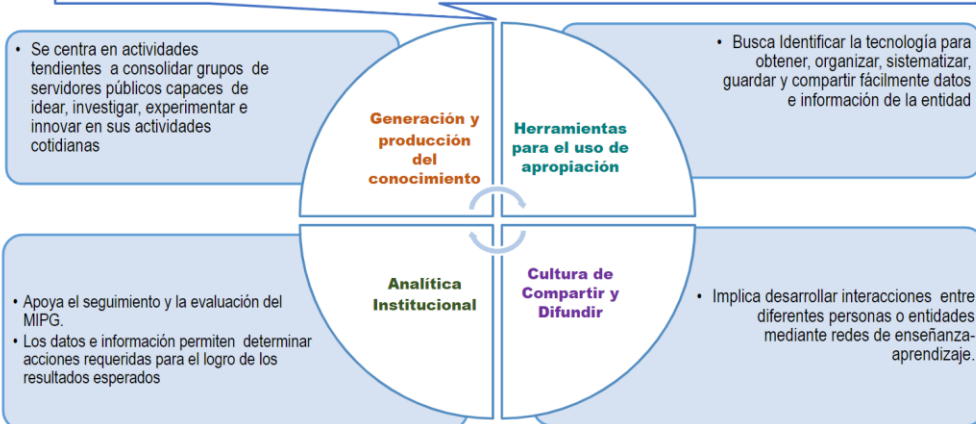 • Se centra en actividades
tendientes a consolidar grupos de
servidores públicos capaces de
idear, investigar, experimentar e
innovar en sus actividades
cotidianas
Generación y
producción
del
conocimiento
Herramientas
para el uso de
apropiación
• Busca Identificar la tecnología para
obtener, organizar, sistematizar,
guardar y compartir fácilmente datos
e información de la entidad
• Apoya el seguimiento y la evaluación del
MIPG.
• Los datos e información permiten determinar
acciones requeridas para el logro de los
resultados esperados
Analítica
Institucional
Cultura de
Compartir y
Difundir
• Implica desarrollar interacciones entre
diferentes personas o entidades
mediante redes de enseñanza-
aprendizaje.